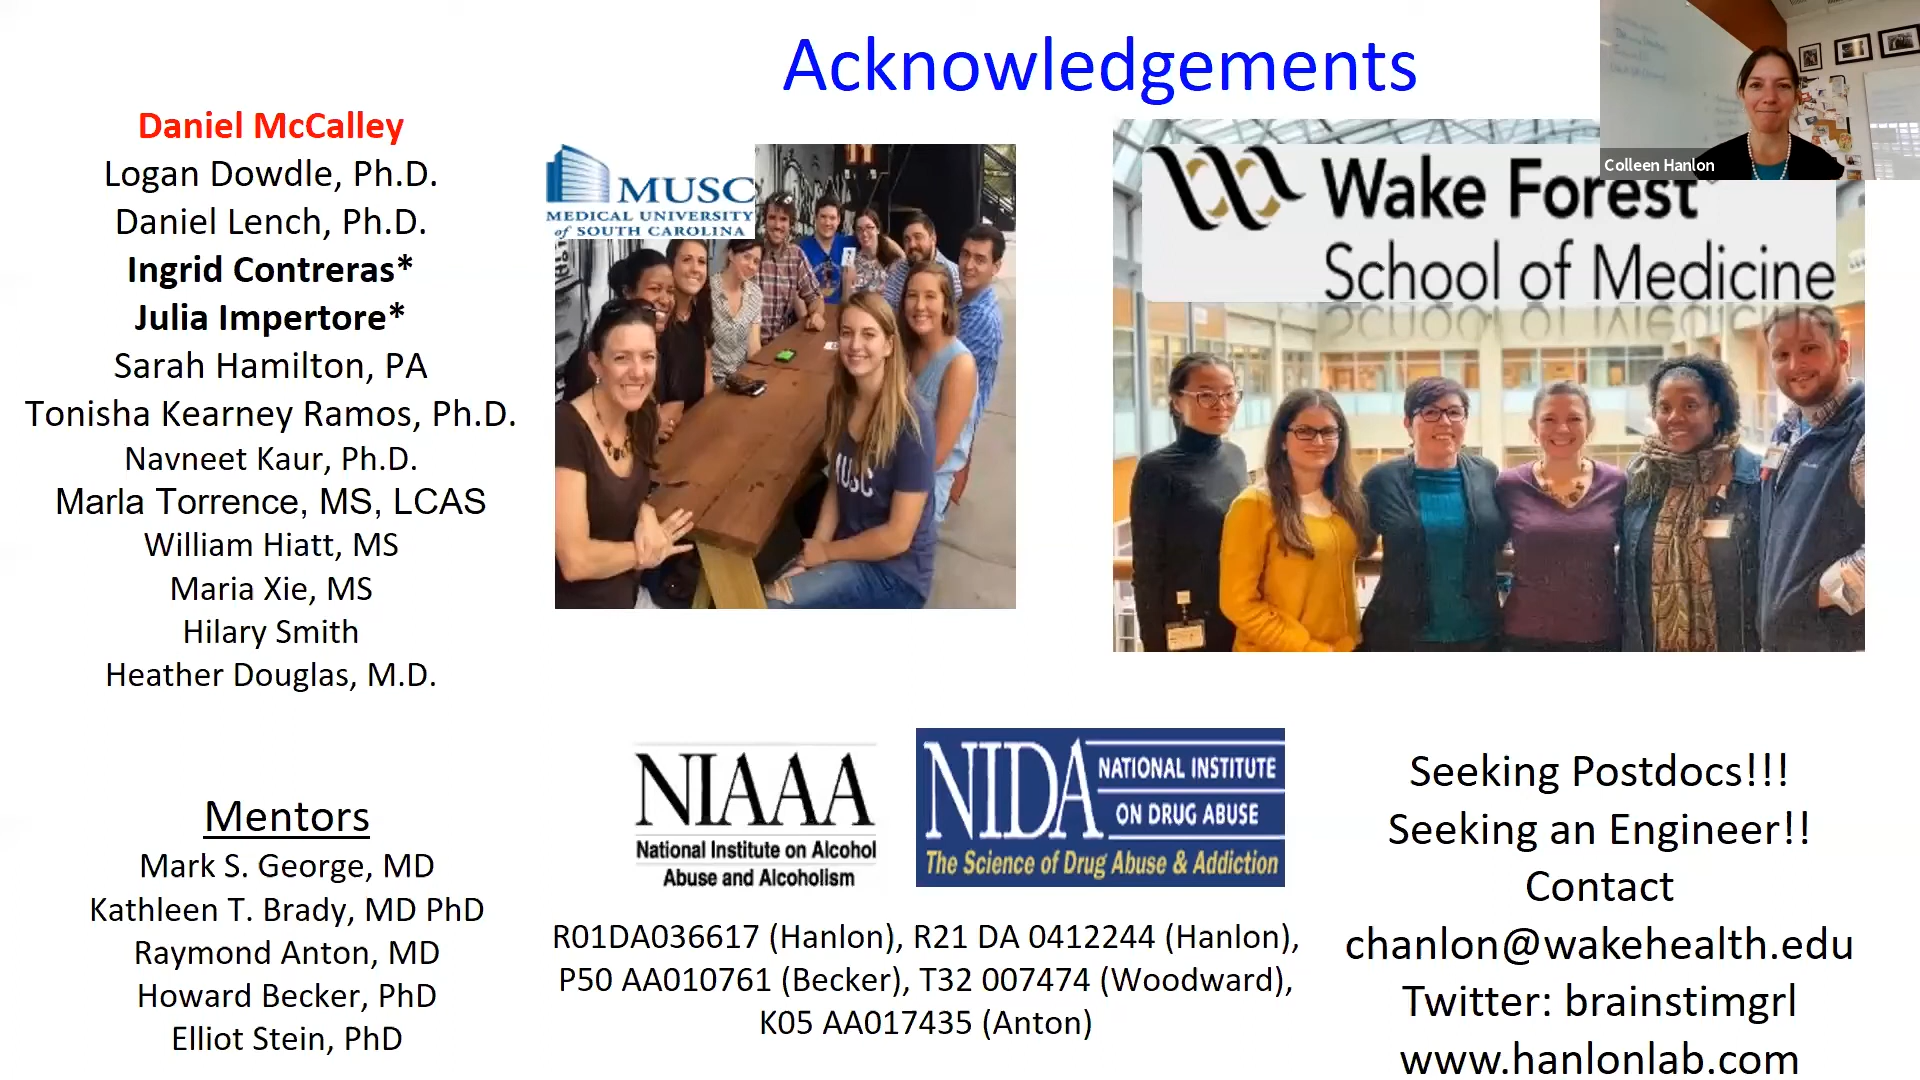 Acknowledgements
Colleen Hanlon
Daniel McCalley
Logan Dowdle, Ph.D.
Daniel Lench, Ph.D.
Ingrid Contreras*
Julia Impertore*
Sarah Hamilton, PA
Tonisha Kearney Ramos, Ph.D.
Navneet Kaur, Ph.D.
Marla Torrence, MS, LCAS
William Hiatt, MS
Maria Xie, MS
Hilary Smith
Heather Douglas, M.D.
Mentors
Mark S. George, MD
Kathleen T. Brady, MD PhD
Raymond Anton, MD
Howard Becker, PhD
Elliot Stein, PhD
MUSC
MEDICAL UNIVERSITY
of SOUTH CAROLINA
MUSC
Wake Forest
School of Medicine
NIAAA
National Institute on Alcohol
Abuse and Alcoholism
NIDA
NATIONAL INSTITUTE
ON DRUG ABUSE
The Science of Drug Abuse & Addiction
R01DA036617 (Hanlon), R21 DA 0412244 (Hanlon),
P50 AA010761 (Becker), T32 007474 (Woodward),
K05 AA017435 (Anton)
Seeking Postdocs!!!
Seeking an Engineer!!
Contact
chanlon@wakehealth.edu
Twitter: brainstimgrl
www.hanlonlab.com